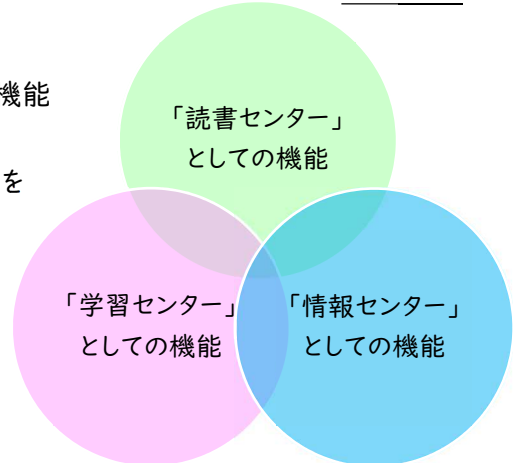 機能
を
「読書センター」
としての機能
「学習センター」
としての機能
「情報センター」
としての機能